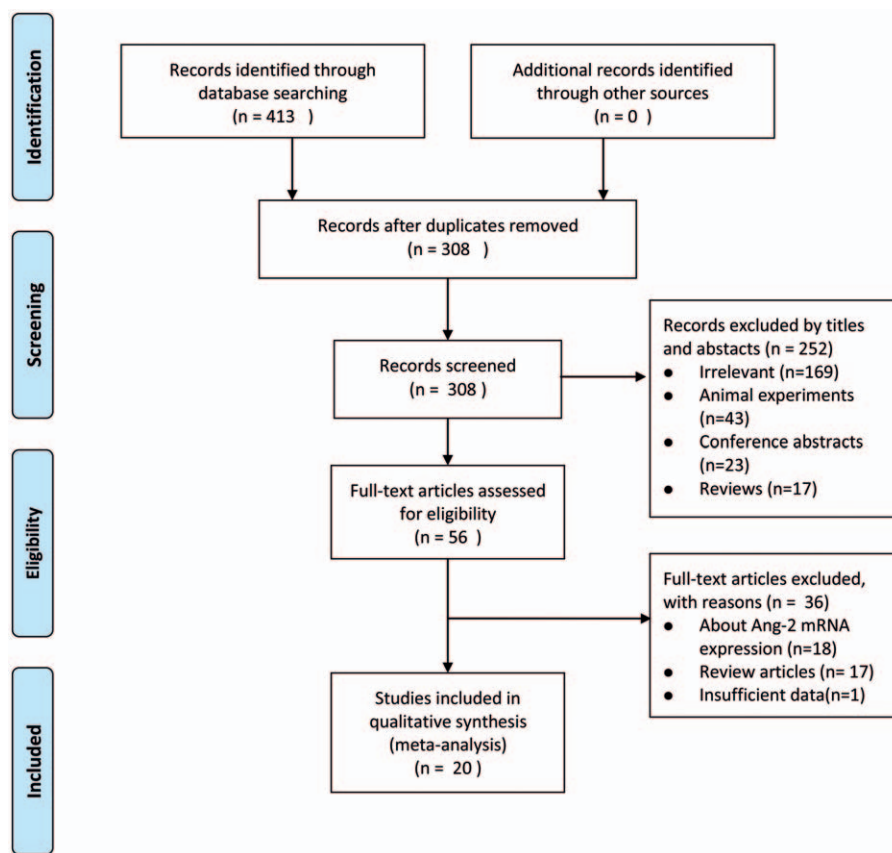 Identification
Records identified through
database searching
(n = 413 )
Additional records identified
through other sources
(n = 0 )
Records after duplicates removed
(n = 308 )
Screening
Records screened
(n = 308 )
Records excluded by titles
and abstacts (n = 252)
● Irrelevant (n=169)
● Animal experiments
(n=43)
● Conference abstracts
(n=23)
● Reviews (n=17)
Eligibility
Full-text articles assessed
for eligibility
(n = 56 )
Full-text articles excluded,
with reasons (n = 36)
● About Ang-2 mRNA
expression (n=18)
● Review articles (n= 17)
● Insufficient data(n=1)
Included
Studies included in
qualitative synthesis
(meta-analysis)
(n = 20 )